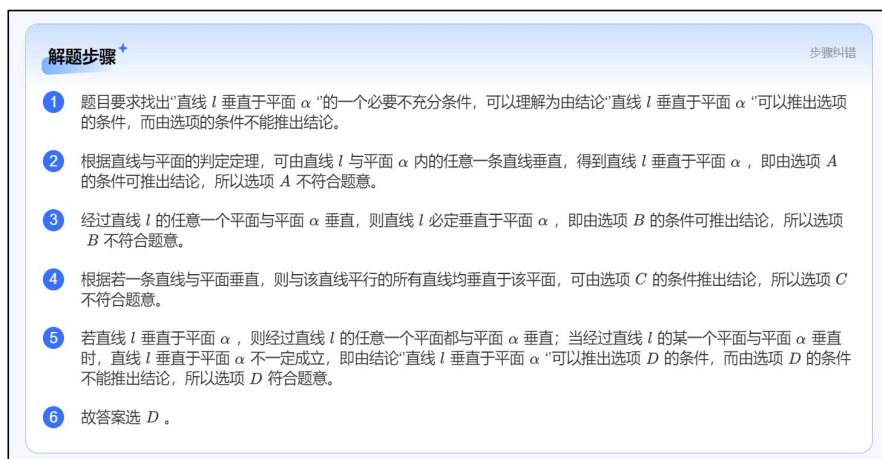 解题步骤
步骤纠错
1 题目要求找出“直线 l 垂直于平面 α “的一个必要不充分条件，可以理解为由结论“直线 l 垂直于平面 α “可以推出选项
的条件，而由选项的条件不能推出结论。
2 根据直线与平面的判定定理，可由直线 l 与平面 α 内的任意一条直线垂直，得到直线 l 垂直于平面 α ，即由选项 A
的条件可推出结论，所以选项 A 不符合题意。
3 经过直线 l 的任意一个平面与平面 α 垂直，则直线 l 必定垂直于平面 α ，即由选项 B 的条件可推出结论，所以选项
B 不符合题意。
4 根据若一条直线与平面垂直，则与该直线平行的所有直线均垂直于该平面，可由选项 C 的条件推出结论，所以选项 C
不符合题意。
5 若直线 l 垂直于平面 α ，则经过直线 l 的任意一个平面都与平面 α 垂直；当经过直线 l 的某一个平面与平面 α 垂直
时，直线 l 垂直于平面 α 不一定成立，即由结论“直线 l 垂直于平面 α “可以推出选项 D 的条件，而由选项 D 的条件
不能推出结论，所以选项 D 符合题意。
6 故答案选 D 。